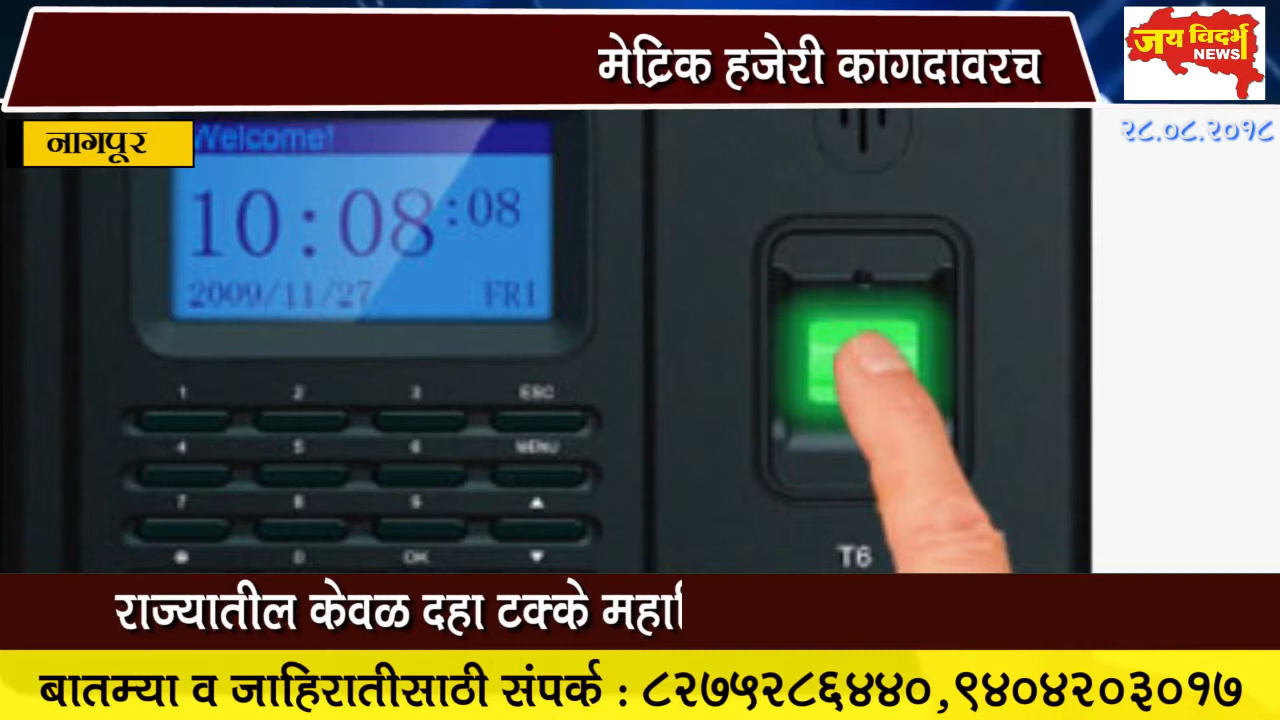 मेट्रिक हजेरी कागदावरच
जय विदर्भ
NEWS
२८.०८.२०१८
नागपूर
Welcome!
10:08:08
2009/11/27 FRI
1 2 3 ESC
4 5 6 MENU
7 8 9 ▲
0 OK ▼
T6
राज्यातील केवळ दहा टक्के
बातम्या व जाहिरातीसाठी संपर्क : ८२७५२८६४४०,९४०४२०३०१७